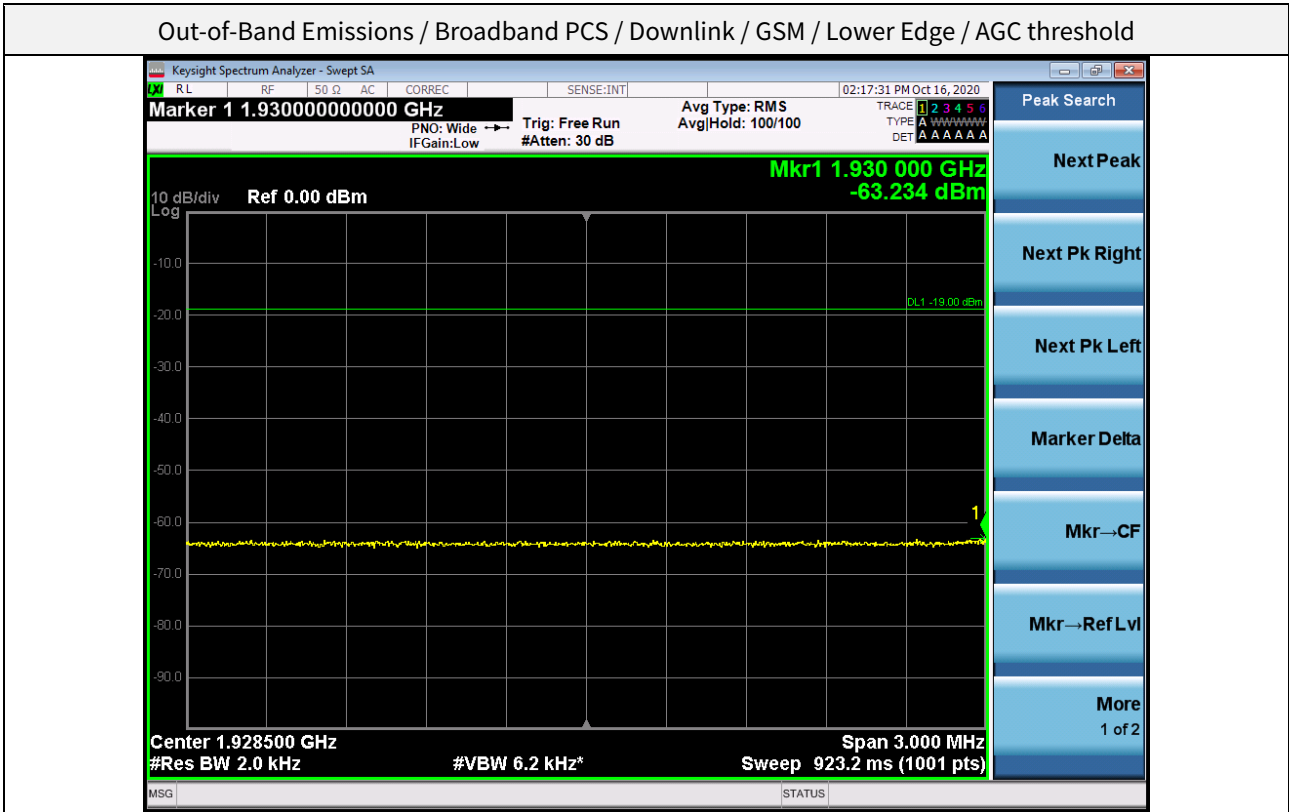 Out-of-Band Emissions / Broadband PCS / Downlink / GSM / Lower Edge / AGC threshold
Keysight Spectrum Analyzer - Swept SA
LXI RL RF 50 Ω AC CORREC SENSE:INT 02:17:31 PM Oct 16, 2020
Marker 1 1.930000000000 GHz
PNO: Wide
IFGain:Low
Trig: Free Run
#Atten: 30 dB
Avg Type: RMS
Avg|Hold: 100/100
TRACE 1 2 3 4 5 6
TYPE A WWWWW
DET A A A A A A
Peak Search
Mkr1 1.930 000 GHz
-63.234 dBm
10 dB/div Ref 0.00 dBm
Log
-10.0
DL1 -19.00 dBm
-20.0
-30.0
-40.0
-50.0
-60.0
1
-70.0
-80.0
-90.0
Center 1.928500 GHz Span 3.000 MHz
#Res BW 2.0 kHz #VBW 6.2 kHz* Sweep 923.2 ms (1001 pts)
MSG STATUS
Next Peak
Next Pk Right
Next Pk Left
Marker Delta
Mkr→CF
Mkr→Ref Lvl
More
1 of 2